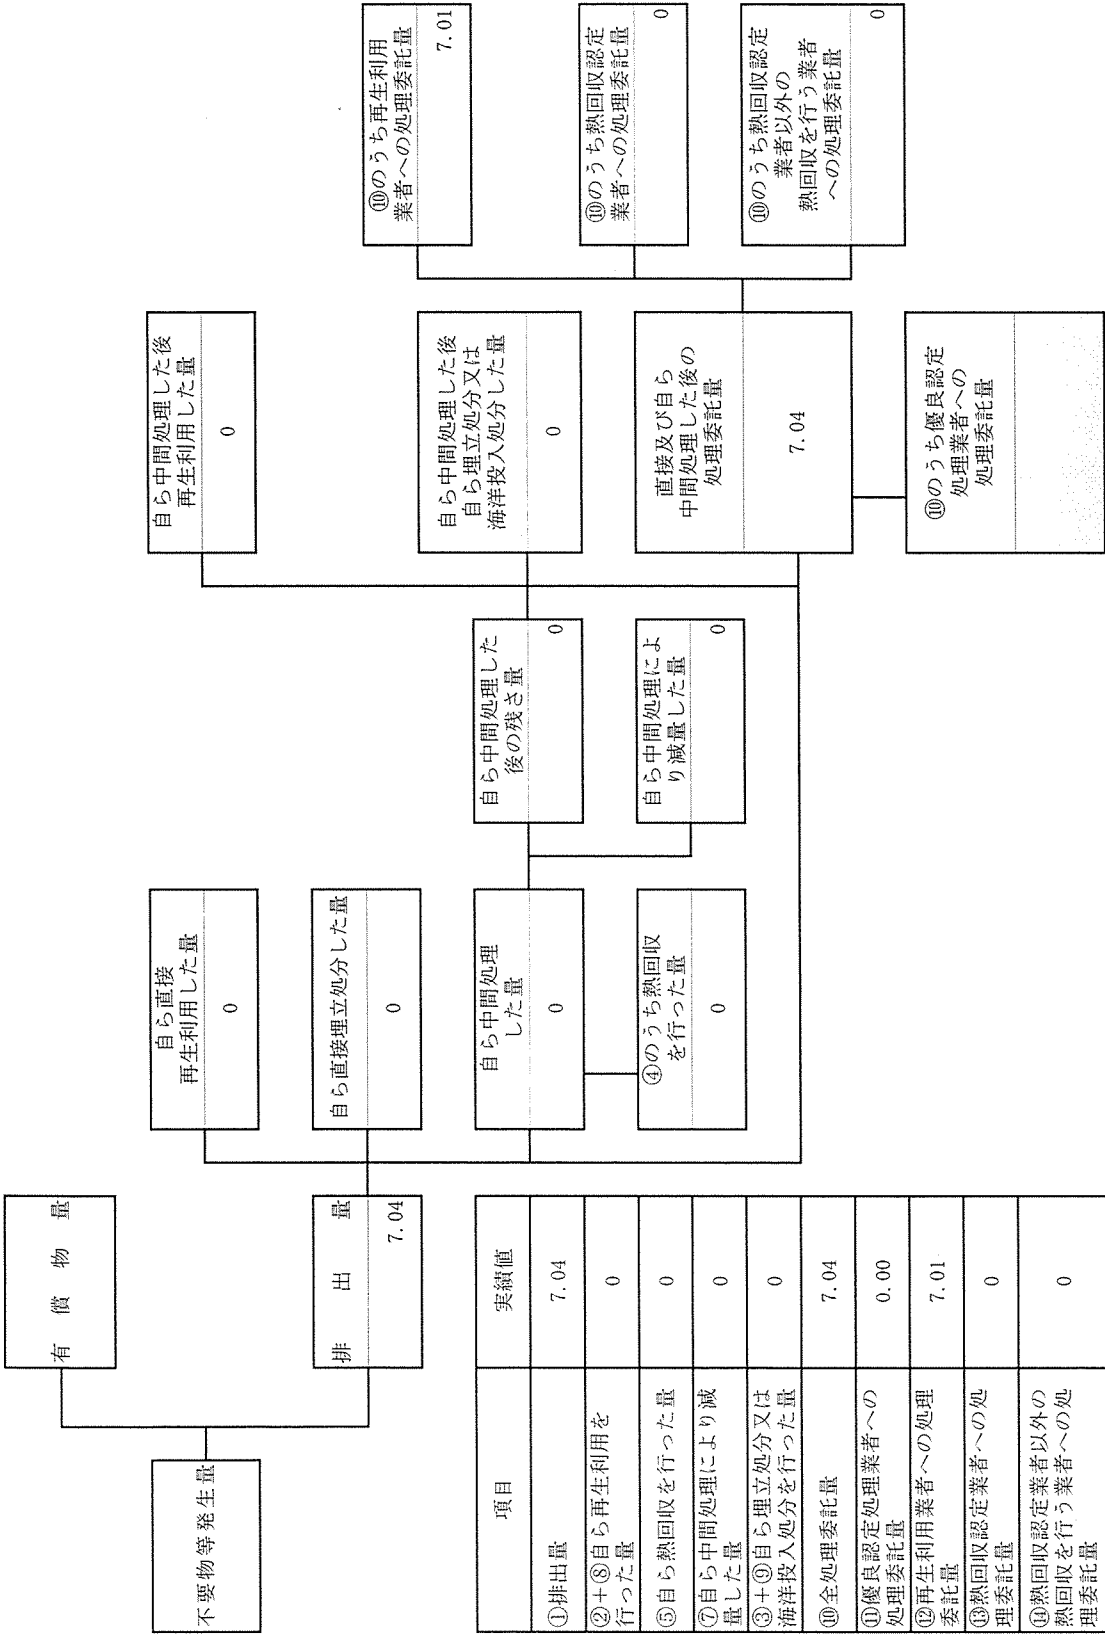 不要物等発生量
有償物量
排出量
7.04
自ら直接
再生利用した量
0
自ら直接埋立処分した量
0
自ら中間処理
した量
0
④のうち熱回収
を行った量
0
自ら中間処理した
後の残さ量
0
自ら中間処理によ
り減量した量
0
自ら中間処理した後
再生利用した量
0
自ら中間処理した後
自ら埋立処分又は
海洋投入処分した量
0
直接及び自ら
中間処理した後の
処理委託量
7.04
⑩のうち優良認定
処理業者への
処理委託量
⑩のうち再生利用
業者への処理委託量
7.01
⑩のうち熱回収認定
業者への処理委託量
0
⑩のうち熱回収認定
業者以外の
熱回収を行う業者
への処理委託量
0
項目 実績値
①排出量 7.04
②+⑧自ら再生利用を
行った量 0
⑤自ら熱回収を行った量 0
⑦自ら中間処理により減
量した量 0
③+⑨自ら埋立処分又は
海洋投入処分を行った量 0
⑩全処理委託量 7.04
⑪優良認定処理業者への
処理委託量 0.00
⑫再生利用業者への処理
委託量 7.01
⑬熱回収認定業者への処
理委託量 0
⑭熱回収認定業者以外の
熱回収を行う業者への処
理委託量 0